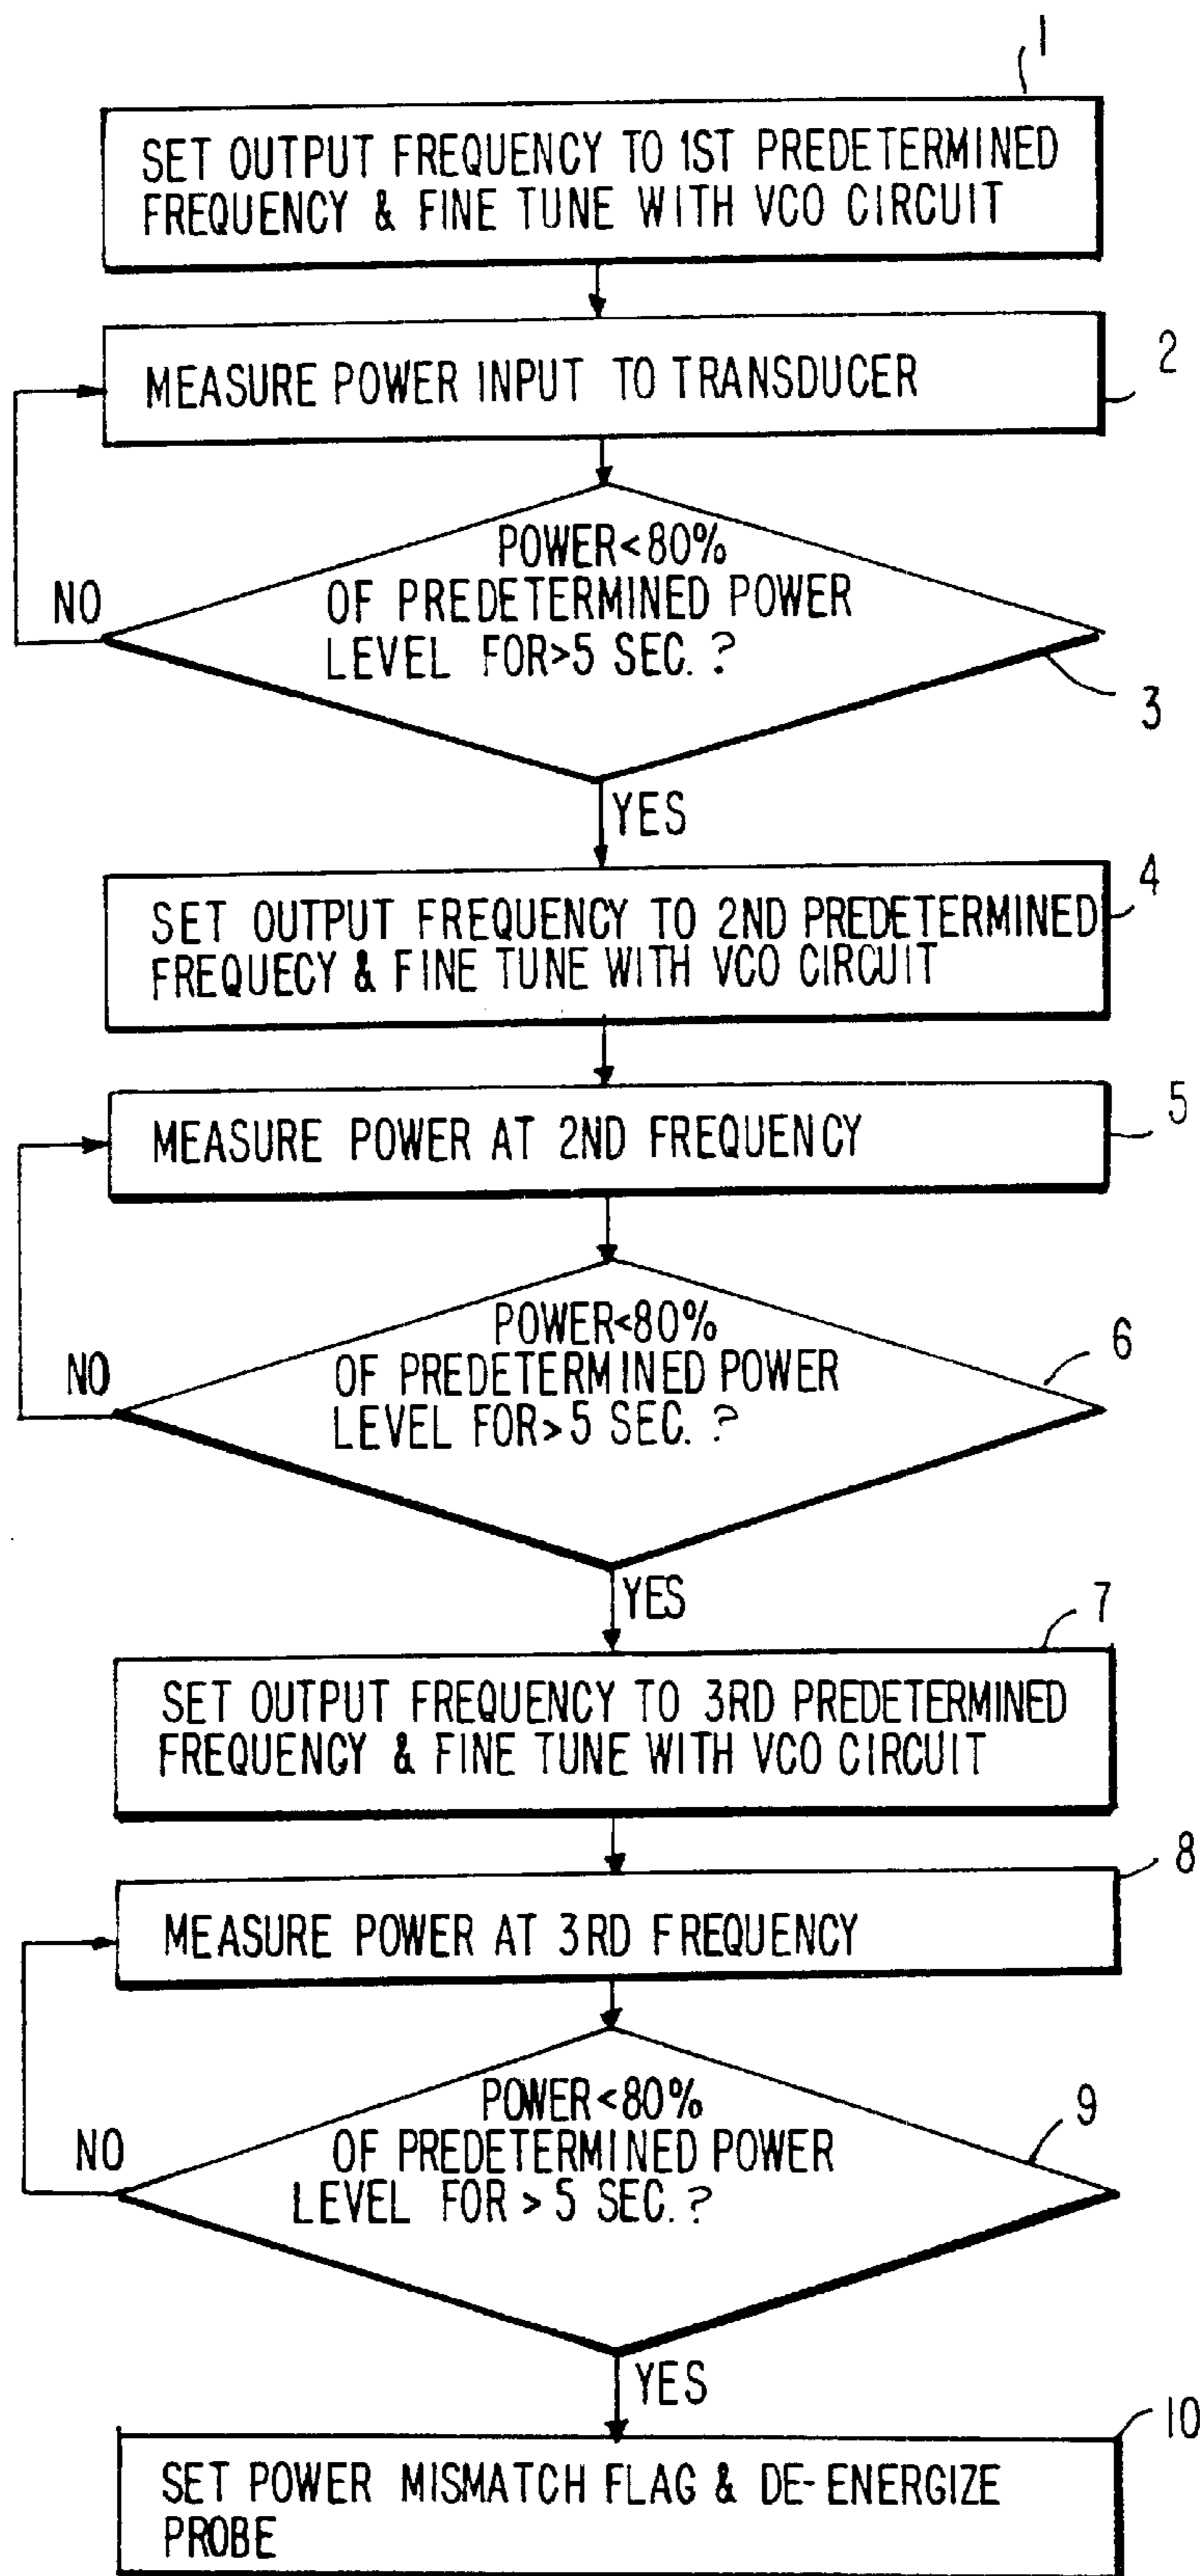 1
SET OUTPUT FREQUENCY TO 1ST PREDETERMINED
FREQUENCY & FINE TUNE WITH VCO CIRCUIT
MEASURE POWER INPUT TO TRANSDUCER
2
POWER<80%
OF PREDETERMINED POWER
LEVEL FOR>5 SEC.?
NO
3
YES
SET OUTPUT FREQUENCY TO 2ND PREDETERMINED
FREQUECY & FINE TUNE WITH VCO CIRCUIT
4
MEASURE POWER AT 2ND FREQUENCY
5
POWER<80%
OF PREDETERMINED POWER
LEVEL FOR>5 SEC.?
NO
6
YES
7
SET OUTPUT FREQUENCY TO 3RD PREDETERMINED
FREQUENCY & FINE TUNE WITH VCO CIRCUIT
8
MEASURE POWER AT 3RD FREQUENCY
POWER<80%
OF PREDETERMINED POWER
LEVEL FOR > 5 SEC.?
NO
9
YES
10
SET POWER MISMATCH FLAG & DE-ENERGIZE
PROBE